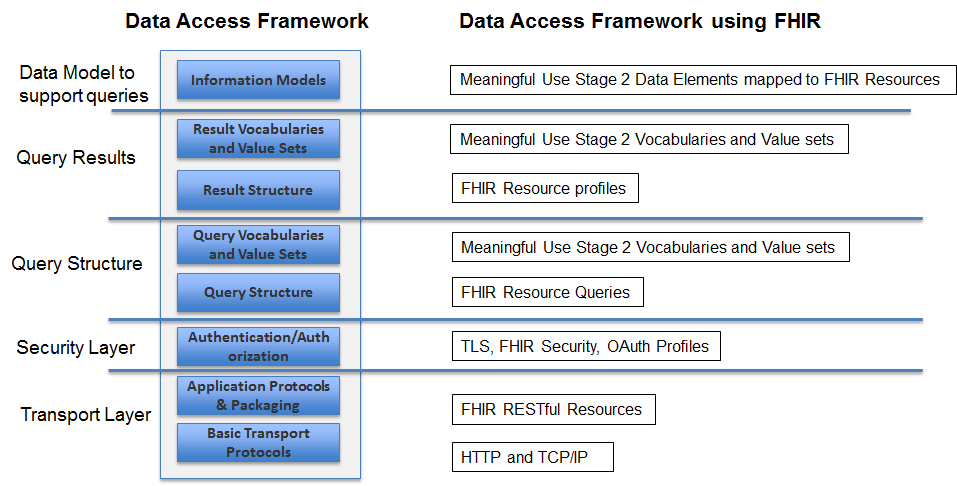 Data Access Framework
Data Access Framework using FHIR
Data Model to
support queries
Information Models
Meaningful Use Stage 2 Data Elements mapped to FHIR Resources
Query Results
Result Vocabularies
and Value Sets
Meaningful Use Stage 2 Vocabularies and Value sets
Result Structure
FHIR Resource profiles
Query Structure
Query Vocabularies
and Value Sets
Meaningful Use Stage 2 Vocabularies and Value sets
Query Structure
FHIR Resource Queries
Security Layer
Authentication/Auth
orization
TLS, FHIR Security, OAuth Profiles
Transport Layer
Application Protocols
& Packaging
FHIR RESTful Resources
Basic Transport
Protocols
HTTP and TCP/IP